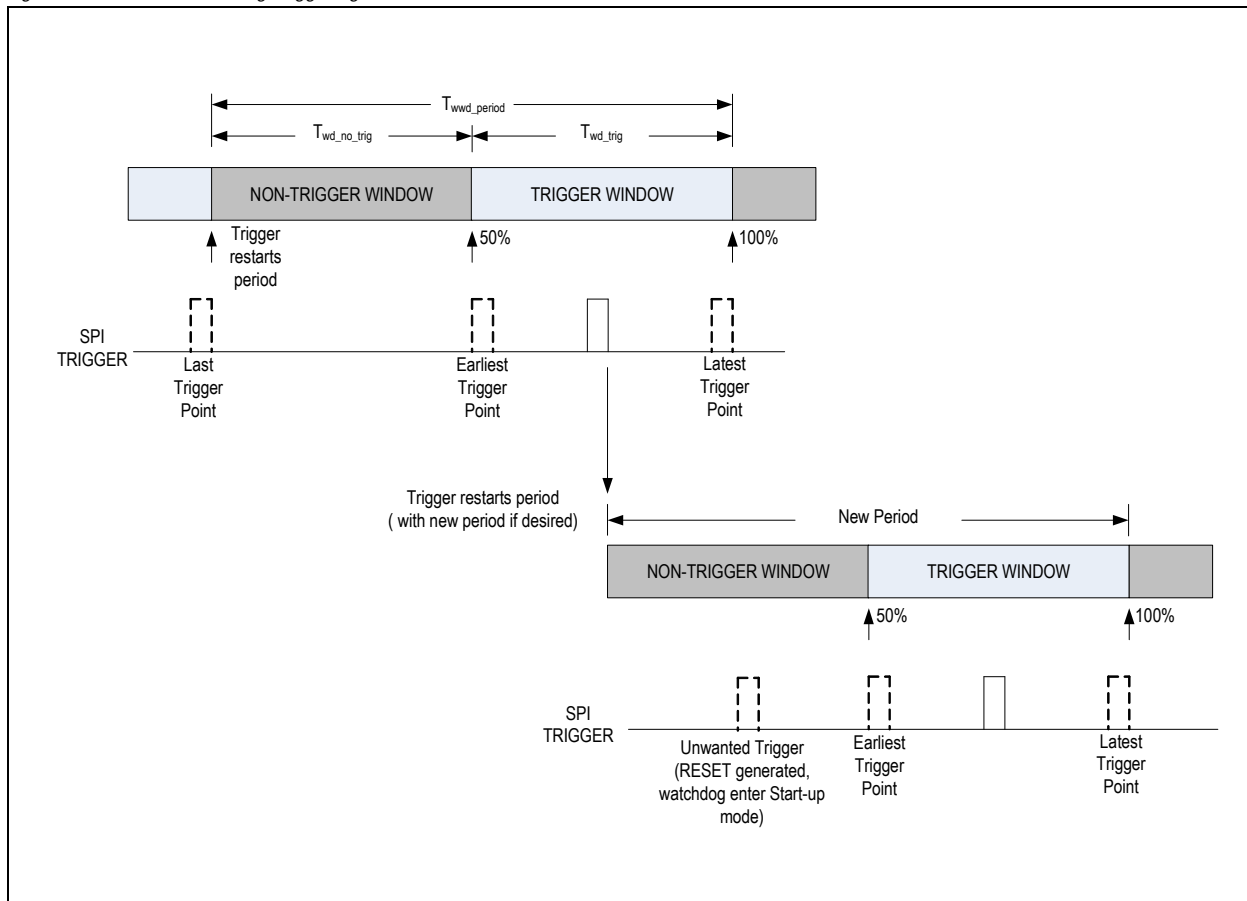 T_wwd_period
T_wd_no_trig
T_wd_trig
NON-TRIGGER WINDOW
TRIGGER WINDOW
Trigger
restarts
period
50%
100%
SPI
TRIGGER
Last
Trigger
Point
Earliest
Trigger
Point
Latest
Trigger
Point
Trigger restarts period
( with new period if desired)
New Period
NON-TRIGGER WINDOW
TRIGGER WINDOW
50%
100%
SPI
TRIGGER
Unwanted Trigger
(RESET generated,
watchdog enter Start-up
mode)
Earliest
Trigger
Point
Latest
Trigger
Point